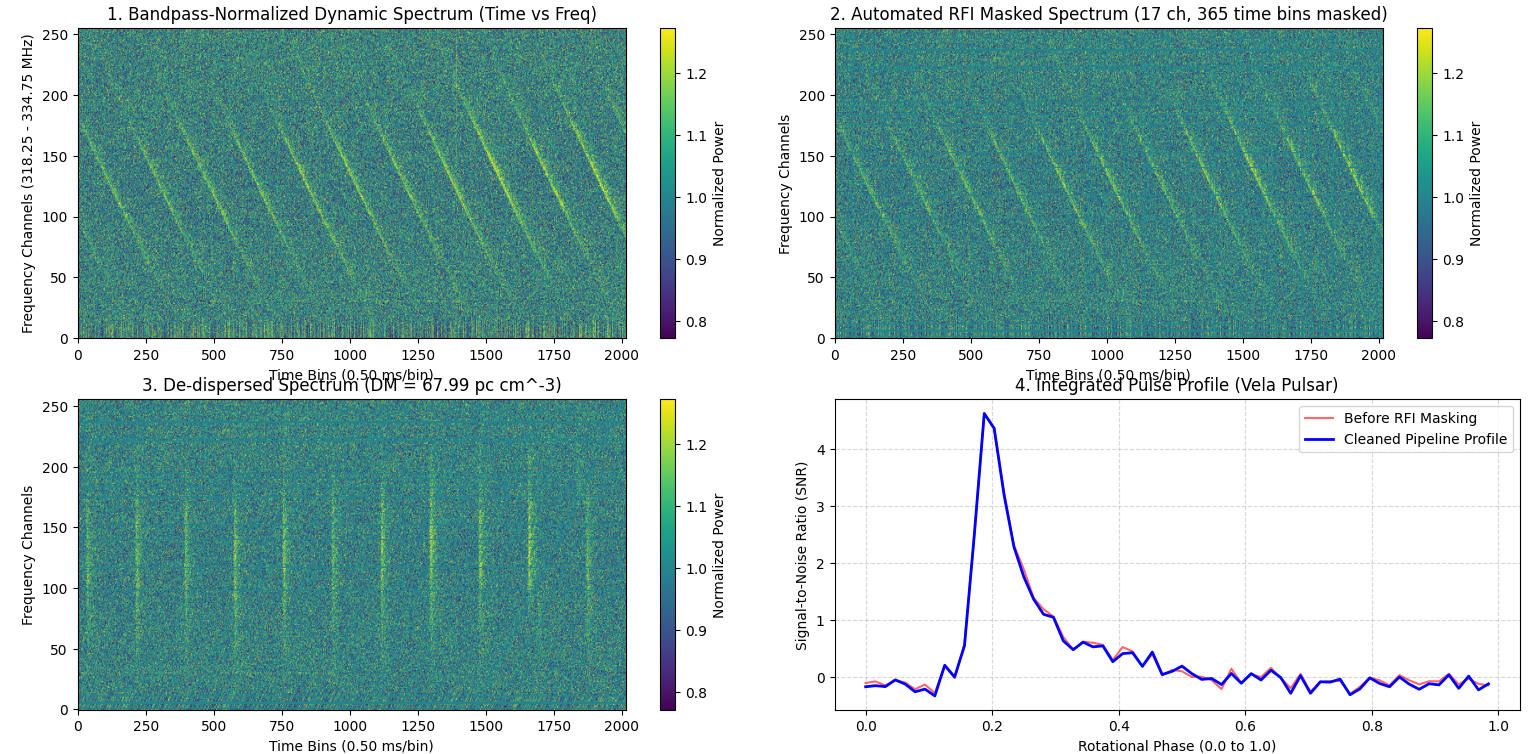 1. Bandpass-Normalized Dynamic Spectrum (Time vs Freq)
Frequency Channels (318.25 - 334.75 MHz)
250
200
150
100
50
0
0 250 500 750 1000 1250 1500 1750 2000
Time Bins (0.50 ms/bin)
1.2
1.1
1.0
0.9
0.8
Normalized Power
2. Automated RFI Masked Spectrum (17 ch, 365 time bins masked)
Frequency Channels
250
200
150
100
50
0
0 250 500 750 1000 1250 1500 1750 2000
Time Bins (0.50 ms/bin)
1.2
1.1
1.0
0.9
0.8
Normalized Power
3. De-dispersed Spectrum (DM = 67.99 pc cm^-3)
Frequency Channels
250
200
150
100
50
0
0 250 500 750 1000 1250 1500 1750 2000
Time Bins (0.50 ms/bin)
1.2
1.1
1.0
0.9
0.8
Normalized Power
4. Integrated Pulse Profile (Vela Pulsar)
Signal-to-Noise Ratio (SNR)
4
3
2
1
0
Before RFI Masking
Cleaned Pipeline Profile
0.0 0.2 0.4 0.6 0.8 1.0
Rotational Phase (0.0 to 1.0)